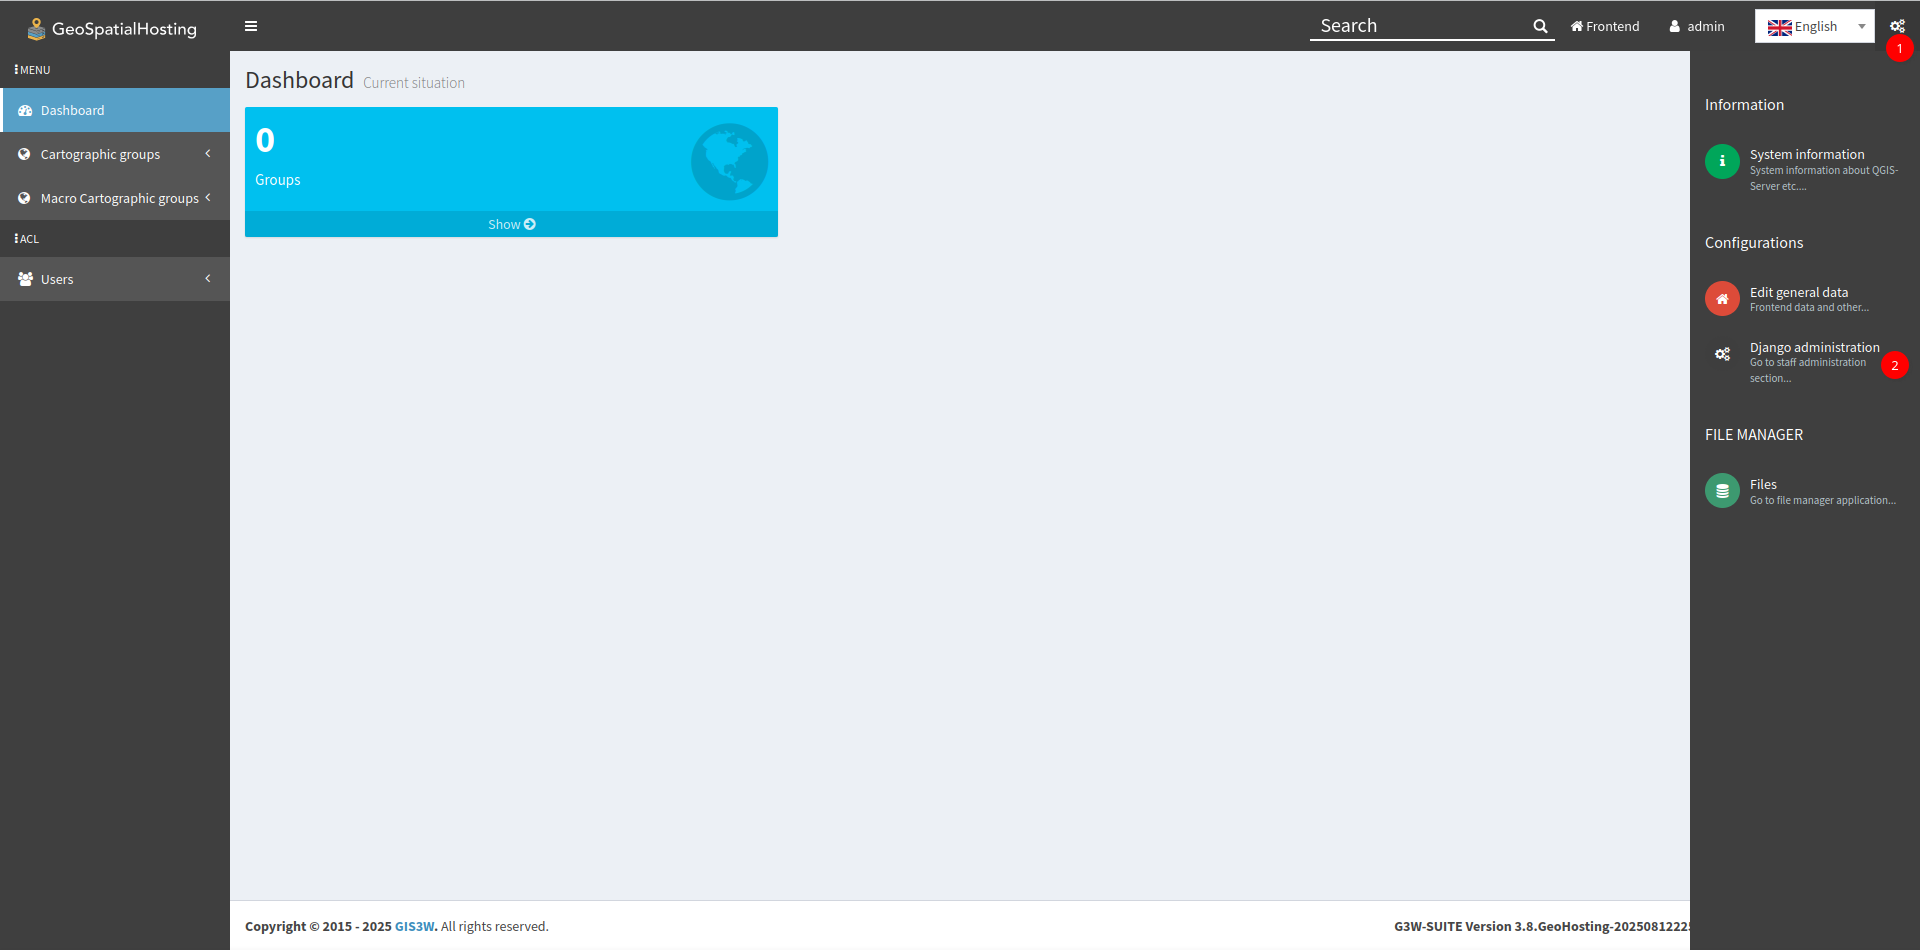 GeoSpatialHosting
Search
Frontend
admin
English
1
MENU
Dashboard
Cartographic groups
Macro Cartographic groups
ACL
Users
Dashboard Current situation
0
Groups
Show
Information
System information
System information about QGIS-
Server etc....
Configurations
Edit general data
Frontend data and other...
Django administration
Go to staff administration
section...
2
FILE MANAGER
Files
Go to file manager application...
Copyright © 2015 - 2025 GIS3W. All rights reserved.
G3W-SUITE Version 3.8.GeoHosting-20250812225